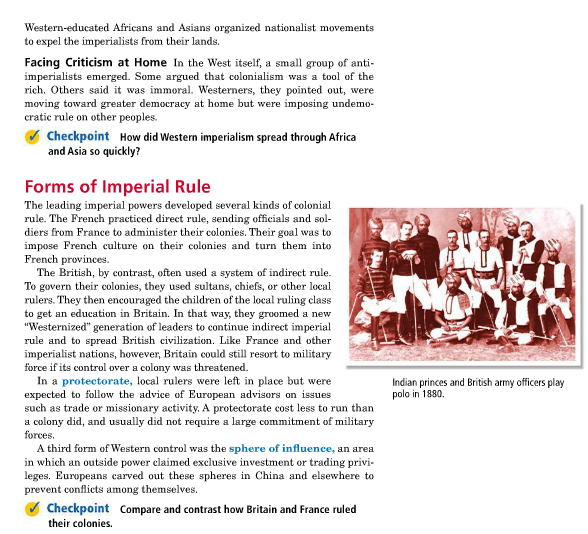 Western-educated Africans and Asians organized nationalist movements
to expel the imperialists from their lands.
Facing Criticism at Home In the West itself, a small group of anti-
imperialists emerged. Some argued that colonialism was a tool of the
rich. Others said it was immoral. Westerners, they pointed out, were
moving toward greater democracy at home but were imposing undemo-
cratic rule on other peoples.
Checkpoint How did Western imperialism spread through Africa
and Asia so quickly?
Forms of Imperial Rule
The leading imperial powers developed several kinds of colonial
rule. The French practiced direct rule, sending officials and sol-
diers from France to administer their colonies. Their goal was to
impose French culture on their colonies and turn them into
French provinces.
The British, by contrast, often used a system of indirect rule.
To govern their colonies, they used sultans, chiefs, or other local
rulers. They then encouraged the children of the local ruling class
to get an education in Britain. In that way, they groomed a new
“Westernized” generation of leaders to continue indirect imperial
rule and to spread British civilization. Like France and other
imperialist nations, however, Britain could still resort to military
force if its control over a colony was threatened.
In a protectorate, local rulers were left in place but were
expected to follow the advice of European advisors on issues
such as trade or missionary activity. A protectorate cost less to run than
a colony did, and usually did not require a large commitment of military
forces.
A third form of Western control was the sphere of influence, an area
in which an outside power claimed exclusive investment or trading privi-
leges. Europeans carved out these spheres in China and elsewhere to
prevent conflicts among themselves.
Checkpoint Compare and contrast how Britain and France ruled
their colonies.
Indian princes and British army officers play
polo in 1880.